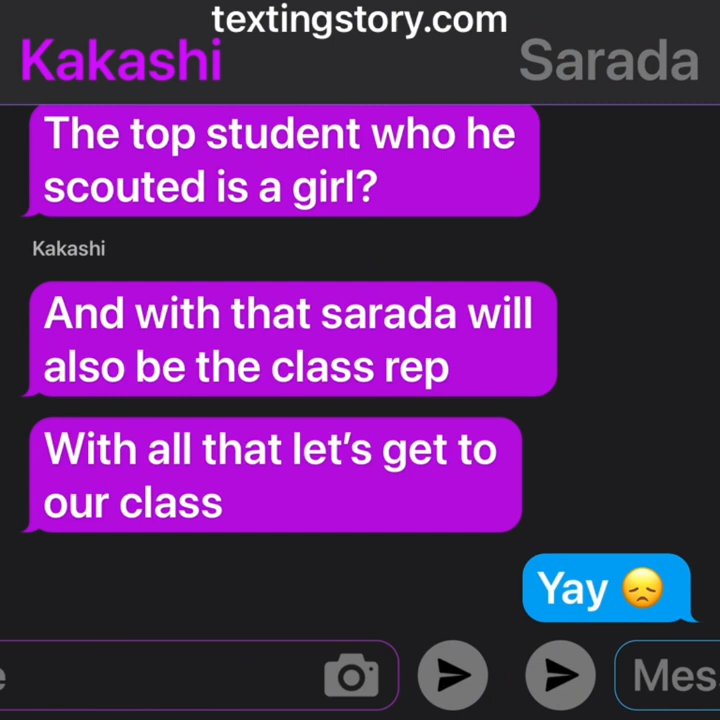 textingstory.com
Kakashi
Sarada
The top student who he
scouted is a girl?
Kakashi
And with that sarada will
also be the class rep
With all that let's get to
our class
Yay 😞
e
Mes